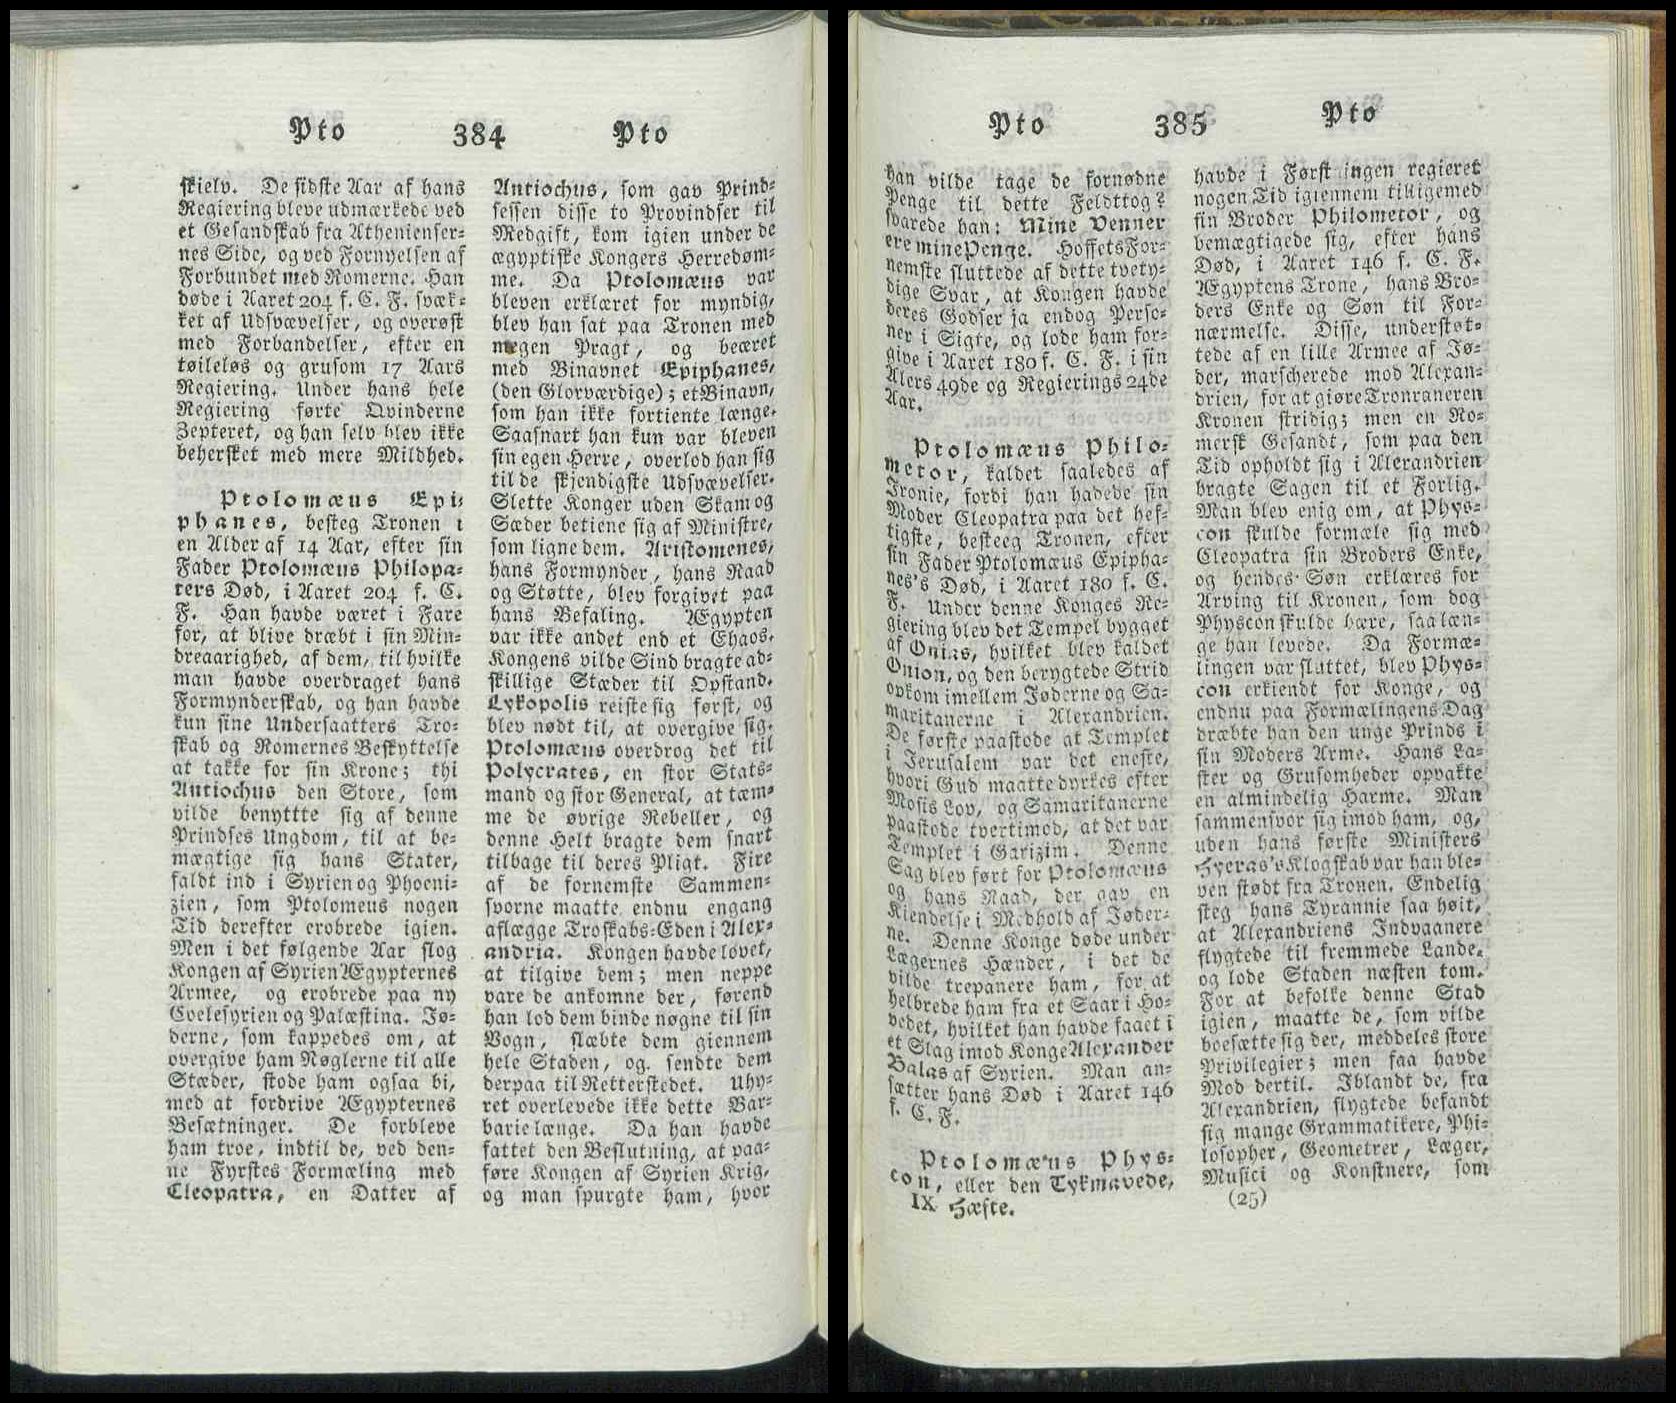 Pto 384 Pto
skielv. De sidste Aar af hans
Regiering bleve udmærkede ved
et Gesandskab fra Athenienser-
nes Side, og ved Fornyelsen af
Forbundet med Romerne. Han
døde i Aaret 204 f. C. F. svæk-
ket af Udsvævelser, og overøst
med Forbandelser, efter en
tøileløs og grusom 17 Aars
Regiering. Under hans hele
Regiering førte Qvinderne
Zepteret, og han selv blev ikke
behersket med mere Mildhed.
Ptolomæus Epi-
phanes, besteg Tronen i
en Alder af 14 Aar, efter sin
Fader Ptolomæus Philopa-
ters Død, i Aaret 204 f. C.
F. Han havde været i Fare
for, at blive dræbt i sin Min-
dreaarighed, af dem, til hvilke
man havde overdraget hans
Formynderskab, og han havde
kun sine Undersaatters Tro-
skab og Romernes Beskyttelse
at takke for sin Krone; thi
Antiochus den Store, som
vilde benyttte sig af denne
Prindses Ungdom, til at be-
mægtige sig hans Stater,
faldt ind i Syrien og Phoeni-
zien, som Ptolomeus nogen
Tid derefter erobrede igien.
Men i det følgende Aar slog
Kongen af Syrien Ægypternes
Armee, og erobrede paa ny
Coelesyrien og Palæstina. Jø-
derne, som kappedes om, at
overgive ham Nøglerne til alle
Stæder, stode ham ogsaa bi,
med at fordrive Ægypternes
Besætninger. De forbleve
ham troe, indtil de, ved den-
ne Fyrstes Formæling med
Cleopatra, en Datter af
Antiochus, som gav Prind-
sessen disse to Provindser til
Medgift, kom igien under de
ægyptiske Kongers Herredøm-
me. Da Ptolomæus var
bleven erklæret for myndig,
blev han sat paa Tronen med
megen Pragt, og beæret
med Binavnet Epiphanes,
(den Glorværdige); et Binavn,
som han ikke fortiente længe.
Saasnart han kun var bleven
sin egen Herre, overlod han sig
til de skjendigste Udsvævelser.
Slette Konger uden Skam og
Sæder betiene sig af Ministre,
som ligne dem. Aristomenes,
hans Formynder, hans Raad
og Støtte, blev forgivet paa
hans Befaling. Ægypten
var ikke andet end et Chaos.
Kongens vilde Sind bragte ad-
skillige Stæder til Opstand.
Lykopolis reiste sig først, og
blev nødt til, at overgive sig.
Ptolomæus overdrog det til
Polycrates, en stor Stats-
mand og stor General, at tæm-
me de øvrige Rebeller, og
denne Helt bragte dem snart
tilbage til deres Pligt. Fire
af de fornemste Sammen-
svorne maatte endnu engang
aflægge Troskabs-Eden i Alex-
andria. Kongen havde lovet,
at tilgive dem; men neppe
vare de ankomne der, førend
han lod dem binde nøgne til sin
Vogn, slæbte dem giennem
hele Staden, og. sendte dem
derpaa til Retterstedet. Uhy-
ret overlevede ikke dette Bar-
barie længe. Da han havde
fattet den Beslutning, at paa-
føre Kongen af Syrien Krig,
og man spurgte ham, hvor
Pto 385 Pto
han vilde tage de fornødne
Penge til dette Feldttog?
svarede han: Mine Venner
ere mine Penge. Hoffets For-
nemste sluttede af dette tvety-
dige Svar, at Kongen havde
deres Godser ja endog Perso-
ner i Sigte, og lode ham for-
give i Aaret 180 f. C. F. i sin
Alers 49de og Regierings 24de
Aar.
Ptolomæus Philo-
metor, kaldet saaledes af
Ironie, fordi han hadede sin
Moder Cleopatra paa det hef-
tigste, besteeg Tronen, efter
sin Fader Ptolomæus Epipha-
nes's Død, i Aaret 180 f. C.
F. Under denne Konges Re-
giering blev det Tempel bygget
af Onias, hvilket blev kaldet
Onion, og den berygtede Strid
opkom imellem Jøderne og Sa-
maritanerne i Alexandrien.
De første paastode at Templet
i Jerusalem var det eneste,
hvori Gud maatte dyrkes efter
Mosis Lov, og Samaritanerne
paastode tvertimod, at det var
Templet i Garizim. Denne
Sag blev ført for Ptolomæus
og hans Raad, der gav en
Kiendelse i Medhold af Jøder-
ne. Denne Konge døde under
Lægernes Hænder, i det de
vilde trepanere ham, for at
helbrede ham fra et Saar i Ho-
vedet, hvilket han havde faaet i
et Slag imod Konge Alexander
Balas af Syrien. Man an-
sætter hans Død i Aaret 146
f. C. F.
Ptolomæus Phys-
con, eller den Tykmavede,
IX Hæfte.
havde i Først ingen regieret
nogen Tid igiennem tilligemed
sin Broder Philometor, og
bemægtigede sig, efter hans
Død, i Aaret 146 f. C. F.
Ægyptens Trone, hans Bro-
ders Enke og Søn til For-
nærmelse. Disse, understøt-
tede af en lille Armee af Jø-
der, marscherede mod Alexan-
drien, for at giøre Tronraneren
Kronen stridig; men en Ro-
mersk Gesandt, som paa den
Tid opholdt sig i Alexandrien
bragte Sagen til et Forlig.
Man blev enig om, at Phys-
con skulde formæle sig med
Cleopatra sin Broders Enke,
og hendes Søn erklæres for
Arving til Kronen, som dog
Physcon skulde bære, saa læn-
ge han levede. Da Formæ-
lingen var sluttet, blev Phys-
con erkiendt for Konge, og
endnu paa Formælingens Dag
dræbte han den unge Prinds i
sin Moders Arme. Hans La-
ster og Grusomheder opvakte
en almindelig Harme. Man
sammensvor sig imod ham, og,
uden hans første Ministers
Hyeras's Klogskab var han ble-
ven stødt fra Tronen. Endelig
steg hans Tyrannie saa høit,
at Alexandriens Indvaanere
flygtede til fremmede Lande,
og lode Staden næsten tom.
For at befolke denne Stad
igien, maatte de, som vilde
boesætte sig der, meddeles store
Privilegier; men faa havde
Mod dertil. Iblandt de, fra
Alexandrien, flygtede befandt
sig mange Grammatikere, Phi-
losopher, Geometrer, Læger,
Musici og Konstnere, som
(25)